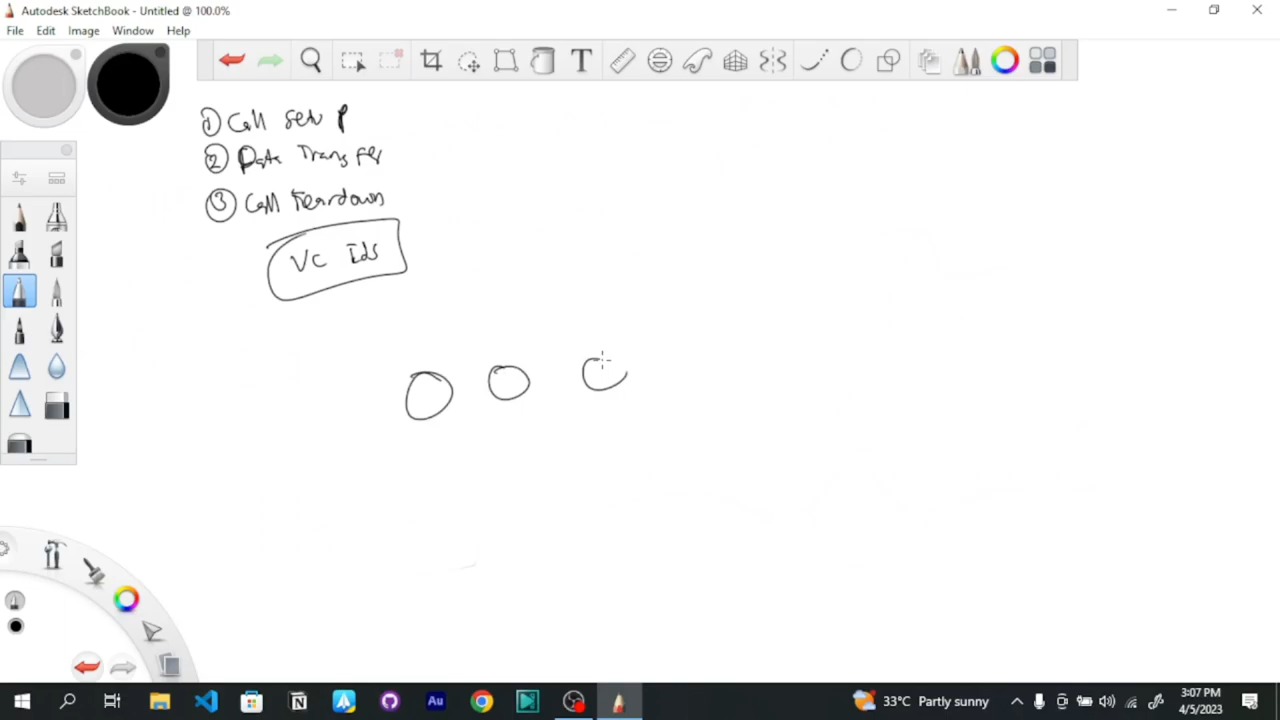 Autodesk SketchBook - Untitled @ 100.0%
File Edit Image Window Help
① Call Setup
② Data Transfer
③ Call teardown
VC Ids
33°C Partly sunny
3:07 PM
4/5/2023